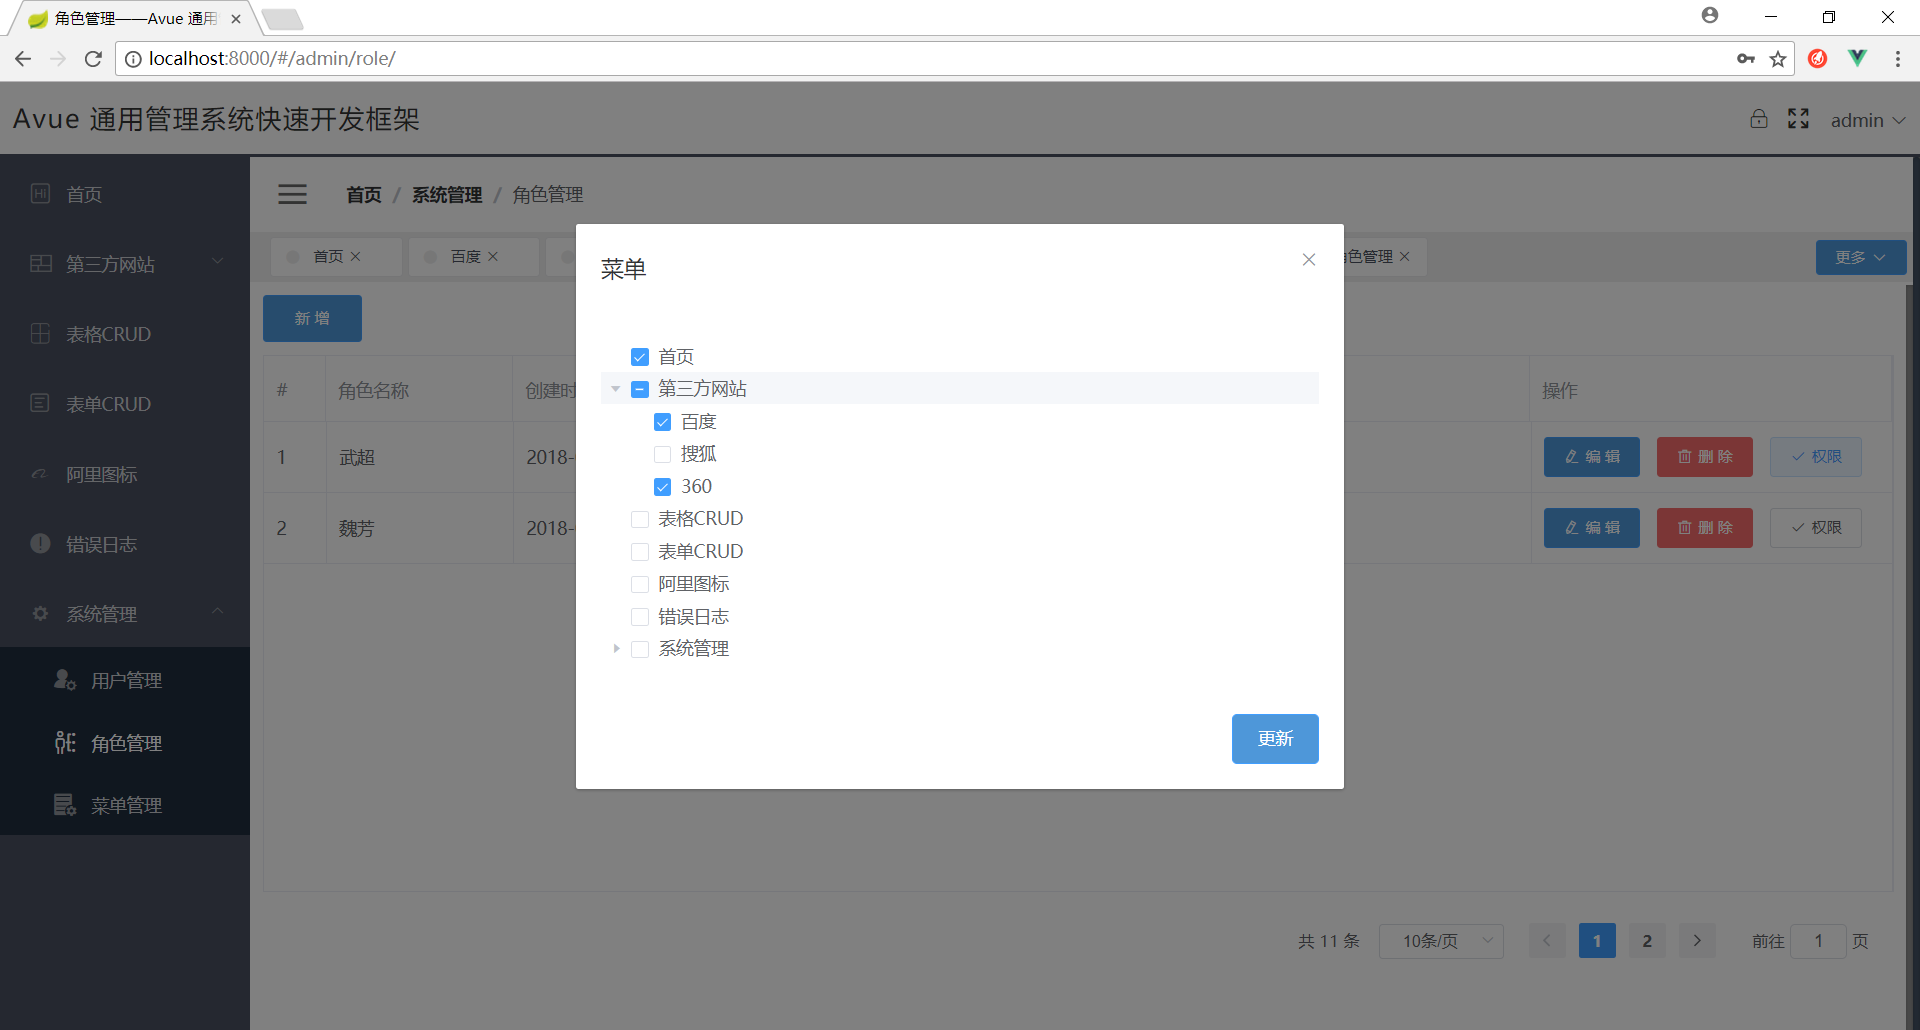 角色管理——Avue 通用
localhost:8000/#/admin/role/
Avue 通用管理系统快速开发框架
admin
首页
第三方网站
表格CRUD
表单CRUD
阿里图标
错误日志
系统管理
用户管理
角色管理
菜单管理
首页 / 系统管理 / 角色管理
首页
百度
色管理
更多
新 增
# 角色名称 创建时 操作
1 武超 2018- 编 辑 删 除 权限
2 魏芳 2018- 编 辑 删 除 权限
菜单
首页
第三方网站
百度
搜狐
360
表格CRUD
表单CRUD
阿里图标
错误日志
系统管理
更新
共 11 条 10条/页 1 2 前往 1 页